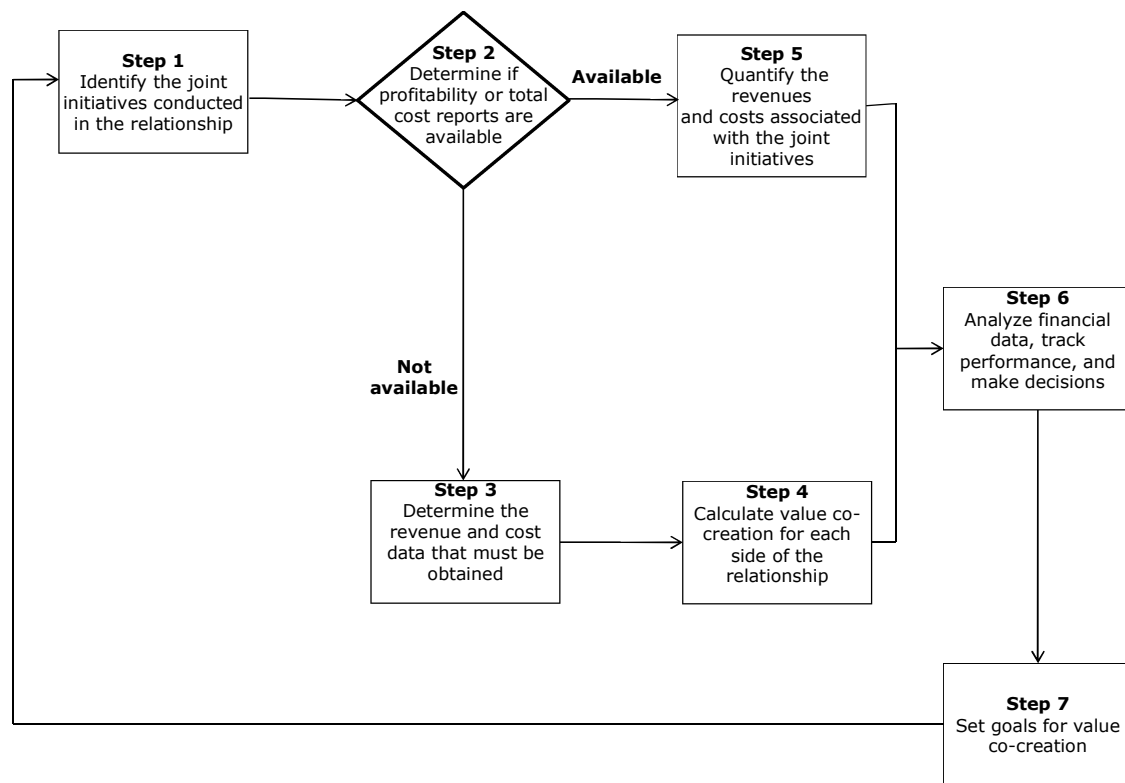 Step 1
Identify the joint
initiatives conducted
in the relationship
Step 2
Determine if
profitability or total
cost reports are
available
Available
Step 5
Quantify the
revenues
and costs associated
with the joint
initiatives
Step 6
Analyze financial
data, track
performance, and
make decisions
Not
available
Step 3
Determine the
revenue and cost
data that must be
obtained
Step 4
Calculate value co-
creation for each
side of the
relationship
Step 7
Set goals for value
co-creation